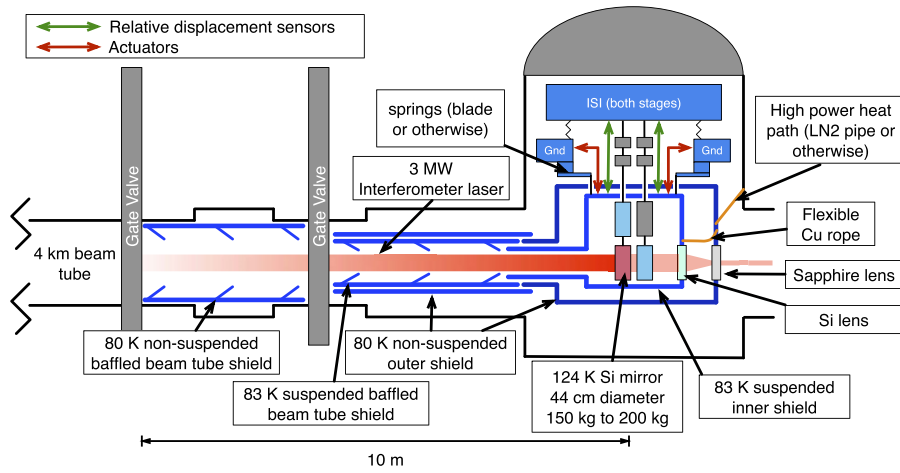 Relative displacement sensors
Actuators
ISI (both stages)
Gnd
Gnd
springs (blade
or otherwise)
High power heat
path (LN2 pipe or
otherwise)
3 MW
Interferometer laser
Gate Valve
Gate Valve
Flexible
Cu rope
4 km beam
tube
Sapphire lens
Si lens
80 K non-suspended
baffled beam tube shield
80 K non-suspended
outer shield
83 K suspended baffled
beam tube shield
124 K Si mirror
44 cm diameter
150 kg to 200 kg
83 K suspended
inner shield
10 m